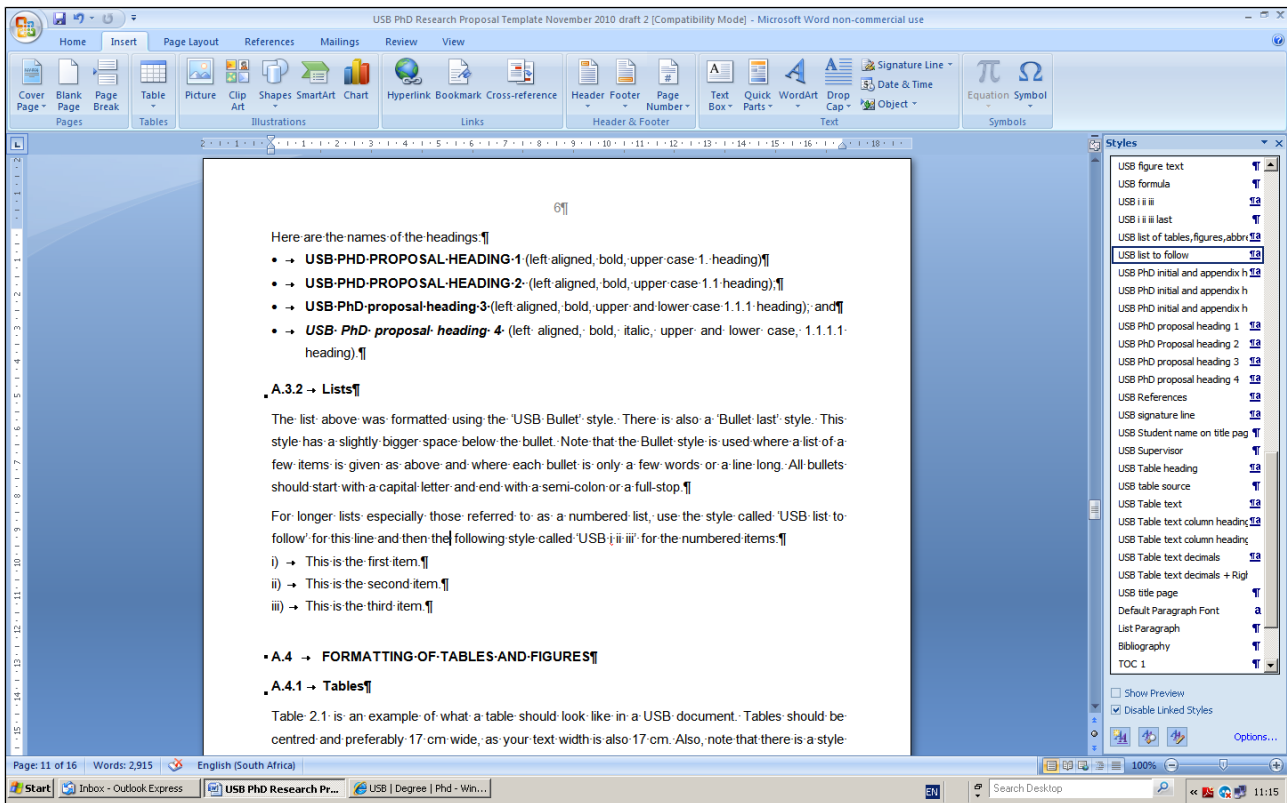 USB PhD Research Proposal Template November 2010 draft 2 [Compatibility Mode] - Microsoft Word non-commercial use
Home Insert Page Layout References Mailings Review View
Cover Page Blank Page Page Break Table Picture Clip Art Shapes SmartArt Chart Hyperlink Bookmark Cross-reference Header Footer Page Number Text Box Quick Parts WordArt Drop Cap Signature Line Date & Time Object Equation Symbol
Pages Tables Illustrations Links Header & Footer Text Symbols
6¶
Here are the names of the headings:¶
• → USB PHD PROPOSAL HEADING 1 (left aligned, bold, upper case 1. heading)¶
• → USB PHD PROPOSAL HEADING 2 (left aligned, bold, upper case 1.1 heading);¶
• → USB PhD proposal heading 3 (left aligned, bold, upper and lower case 1.1.1 heading); and¶
• → USB PhD proposal heading 4 (left aligned, bold, italic, upper and lower case, 1.1.1.1
heading).¶
A.3.2 → Lists¶
The list above was formatted using the ‘USB Bullet’ style. There is also a ‘Bullet last’ style. This
style has a slightly bigger space below the bullet. Note that the Bullet style is used where a list of a
few items is given as above and where each bullet is only a few words or a line long. All bullets
should start with a capital letter and end with a semi-colon or a full-stop.¶
For longer lists especially those referred to as a numbered list, use the style called ‘USB list to
follow’ for this line and then the following style called ‘USB i ii iii’ for the numbered items:¶
i) → This is the first item.¶
ii) → This is the second item.¶
iii) → This is the third item.¶
A.4 → FORMATTING OF TABLES AND FIGURES¶
A.4.1 → Tables¶
Table 2.1 is an example of what a table should look like in a USB document. Tables should be
centred and preferably 17 cm wide, as your text width is also 17 cm. Also, note that there is a style
Styles
USB figure text ¶
USB formula ¶
USB i ii iii ¶a
USB i ii iii last ¶
USB list of tables,figures,abbre ¶a
USB list to follow ¶a
USB PhD initial and appendix h ¶a
USB PhD initial and appendix h
USB PhD initial and appendix h
USB PhD proposal heading 1 ¶a
USB PhD Proposal heading 2 ¶a
USB PhD proposal heading 3 ¶a
USB PhD proposal heading 4 ¶a
USB References ¶a
USB signature line ¶a
USB Student name on title pag ¶
USB Supervisor ¶
USB Table heading ¶a
USB table source ¶
USB Table text ¶a
USB Table text column heading ¶a
USB Table text column heading
USB Table text decimals ¶a
USB Table text decimals + Righ
USB title page ¶
Default Paragraph Font a
List Paragraph ¶
Bibliography ¶
TOC 1 ¶
Show Preview
Disable Linked Styles
Options...
Page: 11 of 16 Words: 2,915 English (South Africa) 100%
Start Inbox - Outlook Express USB PhD Research Pr... USB | Degree | Phd - Win... EN Search Desktop 11:15